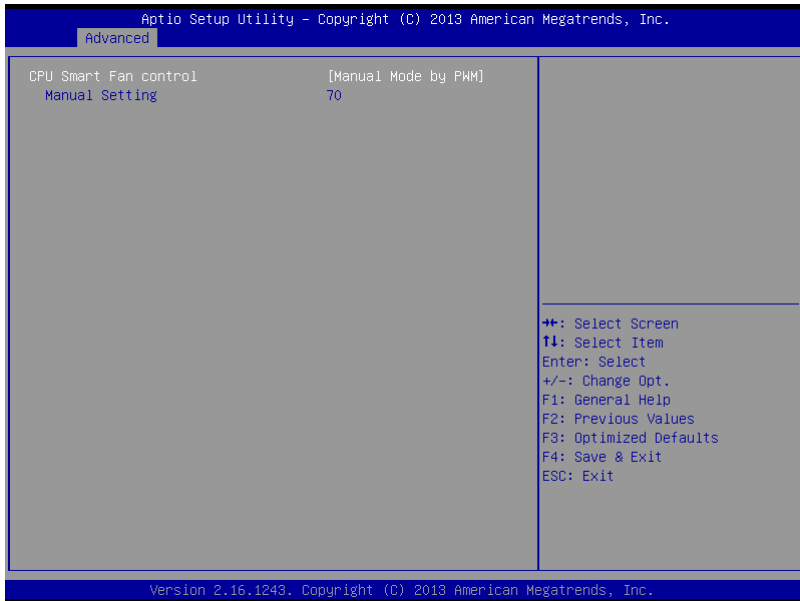 Aptio Setup Utility – Copyright (C) 2013 American Megatrends, Inc.
Advanced
CPU Smart Fan control [Manual Mode by PWM]
Manual Setting 70
→←: Select Screen
↑↓: Select Item
Enter: Select
+/-: Change Opt.
F1: General Help
F2: Previous Values
F3: Optimized Defaults
F4: Save & Exit
ESC: Exit
Version 2.16.1243. Copyright (C) 2013 American Megatrends, Inc.